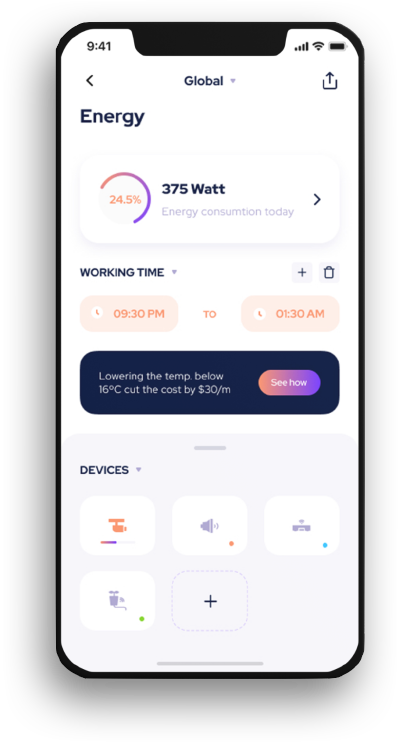 9:41
Global
Energy
24.5%
375 Watt
Energy consumtion today
WORKING TIME
09:30 PM
TO
01:30 AM
Lowering the temp. below
16ºC cut the cost by $30/m
See how
DEVICES